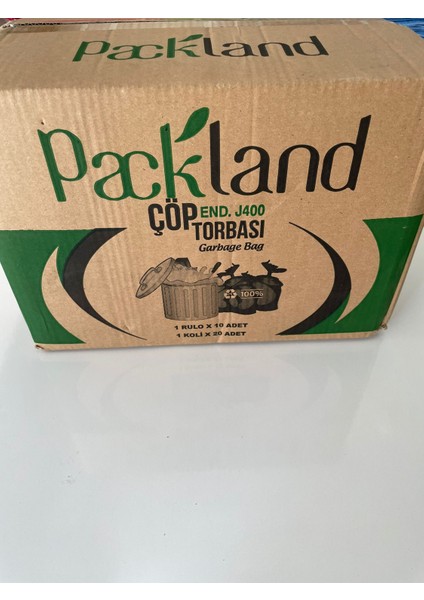 Packland
Packland
ÇÖP END. J400
TORBASI
Garbage Bag
100%
1 RULO X 10 ADET
1 KOLİ X 20 ADET